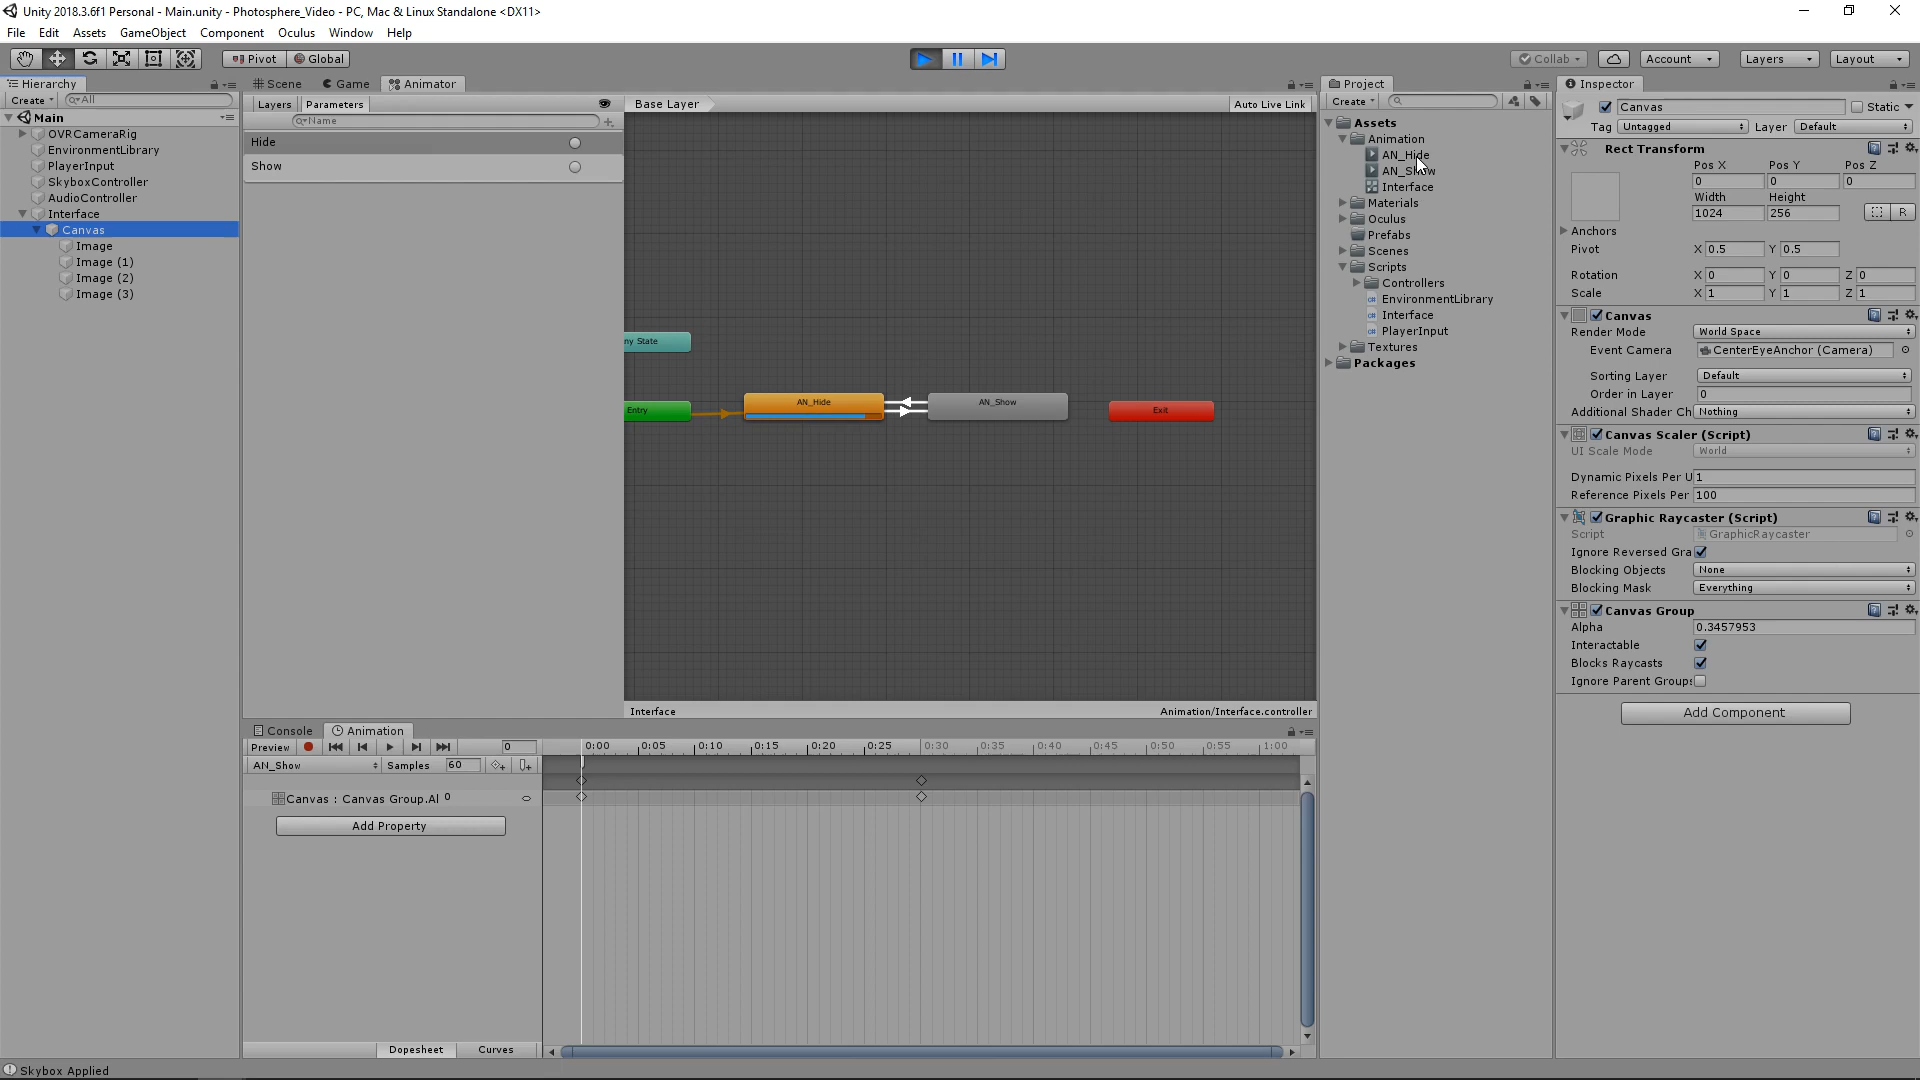 Unity 2018.3.6f1 Personal - Main.unity - Photosphere_Video - PC, Mac & Linux Standalone <DX11>
File Edit Assets GameObject Component Oculus Window Help
Pivot Global Collab Account Layers Layout
Hierarchy
Create All
Main
OVRCameraRig
EnvironmentLibrary
PlayerInput
SkyboxController
AudioController
Interface
Canvas
Image
Image (1)
Image (2)
Image (3)
Scene Game Animator
Layers Parameters Base Layer Auto Live Link
Name
Hide
Show
ny State
Entry
AN_Hide
AN_Show
Exit
Interface Animation/Interface.controller
Console Animation
Preview 0 0:00 0:05 0:10 0:15 0:20 0:25 0:30 0:35 0:40 0:45 0:50 0:55 1:00
AN_Show Samples 60
Canvas : Canvas Group.Al 0
Add Property
Dopesheet Curves
Project
Create
Assets
Animation
AN_Hide
AN_Show
Interface
Materials
Oculus
Prefabs
Scenes
Scripts
Controllers
EnvironmentLibrary
Interface
PlayerInput
Textures
Packages
Inspector
Canvas Static
Tag Untagged Layer Default
Rect Transform
Pos X Pos Y Pos Z
0 0 0
Width Height
1024 256 R
Anchors
Pivot X 0.5 Y 0.5
Rotation X 0 Y 0 Z 0
Scale X 1 Y 1 Z 1
Canvas
Render Mode World Space
Event Camera CenterEyeAnchor (Camera)
Sorting Layer Default
Order in Layer 0
Additional Shader Ch Nothing
Canvas Scaler (Script)
UI Scale Mode World
Dynamic Pixels Per U 1
Reference Pixels Per 100
Graphic Raycaster (Script)
Script GraphicRaycaster
Ignore Reversed Gra
Blocking Objects None
Blocking Mask Everything
Canvas Group
Alpha 0.3457953
Interactable
Blocks Raycasts
Ignore Parent Groups
Add Component
Skybox Applied